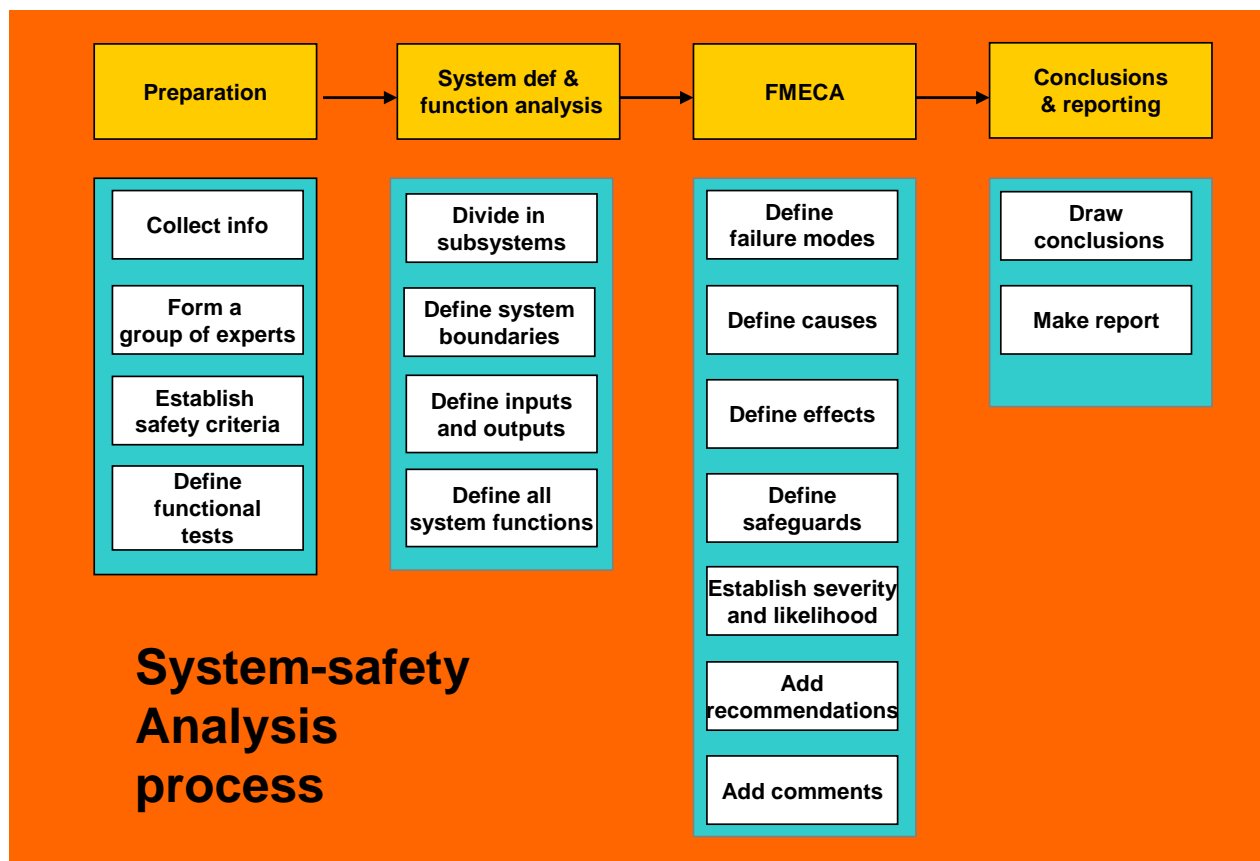 Preparation
System def &
function analysis
FMECA
Conclusions
& reporting
Collect info
Form a
group of experts
Establish
safety criteria
Define
functional
tests
Divide in
subsystems
Define system
boundaries
Define inputs
and outputs
Define all
system functions
Define
failure modes
Define causes
Define effects
Define
safeguards
Establish severity
and likelihood
Add
recommendations
Add comments
Draw
conclusions
Make report
System-safety
Analysis
process